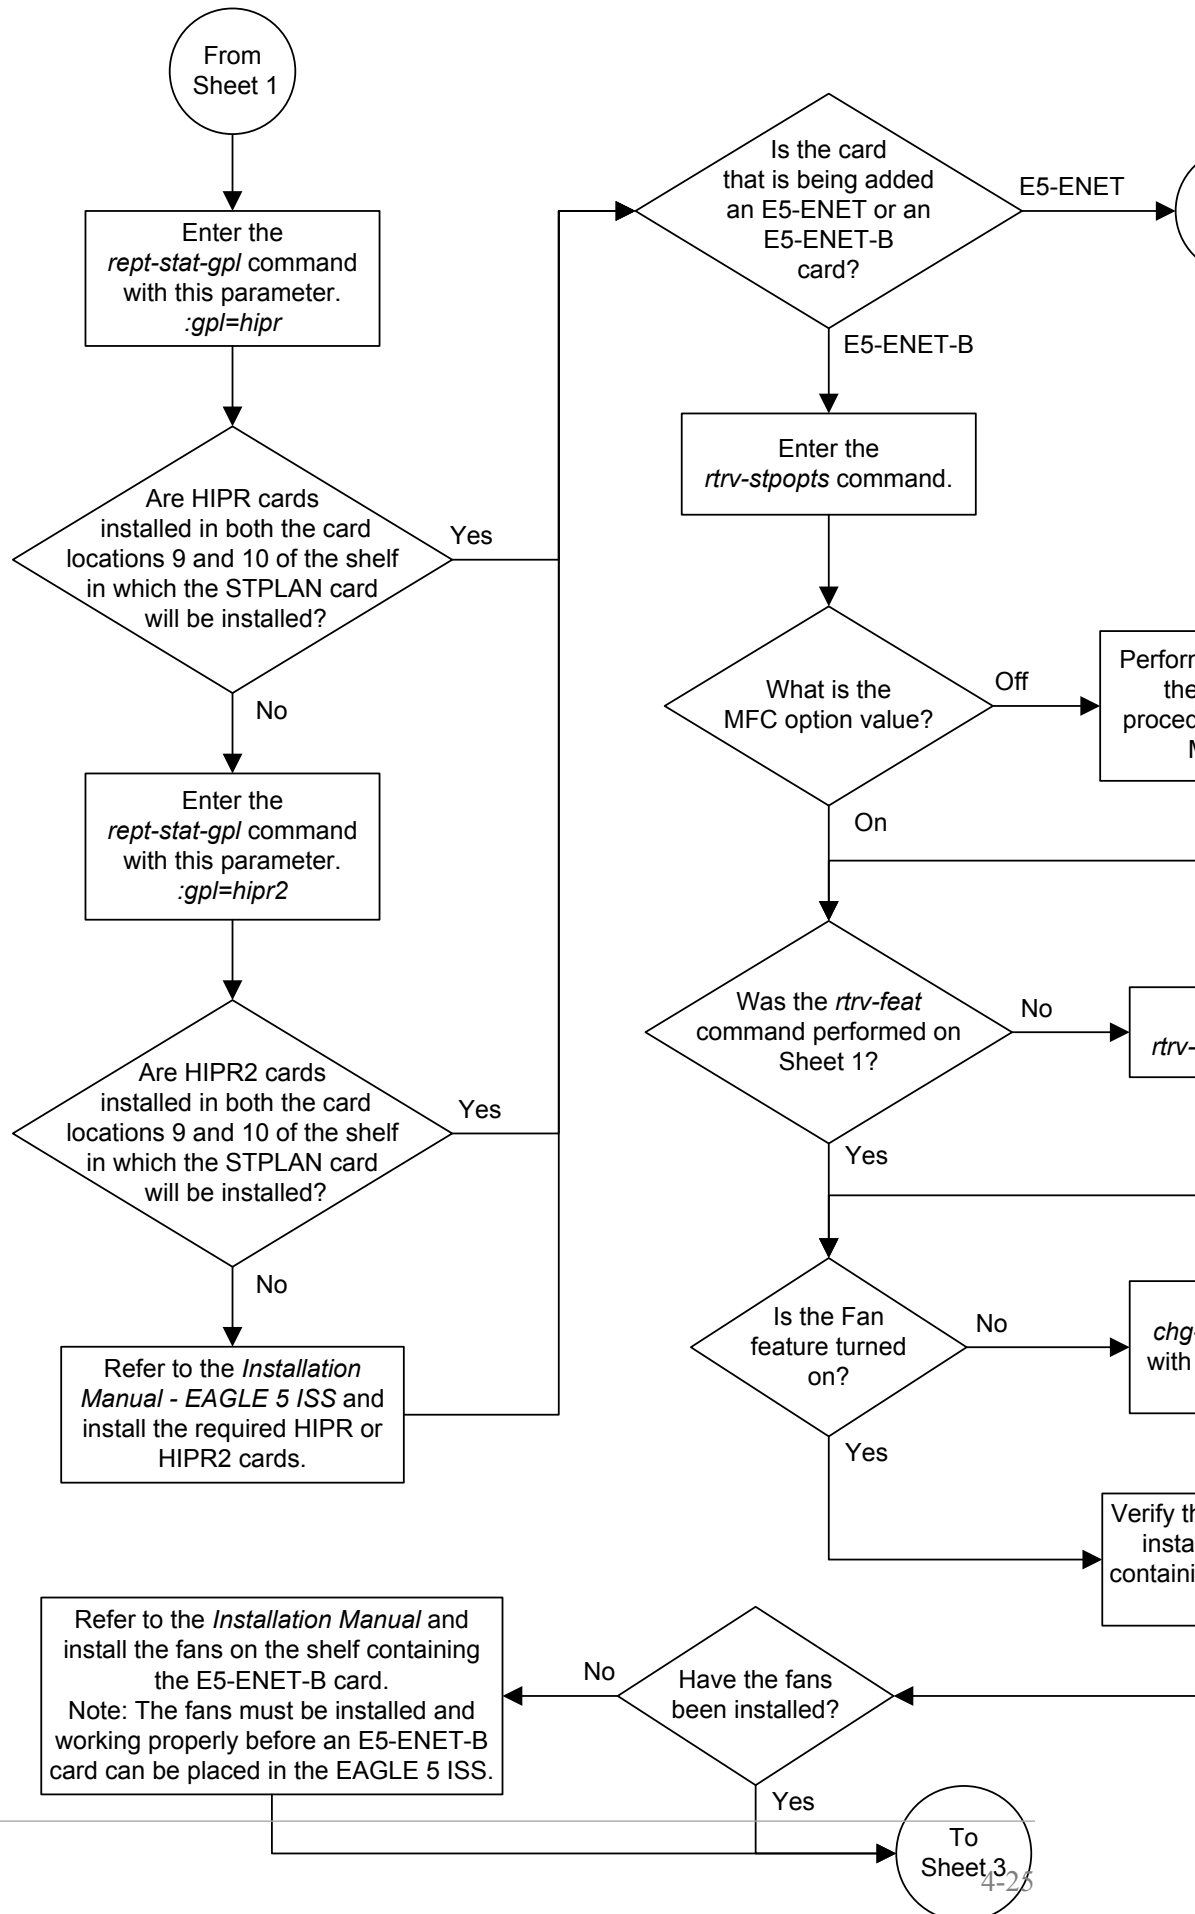 From
Sheet 1
Enter the
rept-stat-gpl command
with this parameter.
:gpl=hipr
Are HIPR cards
installed in both the card
locations 9 and 10 of the shelf
in which the STPLAN card
will be installed?
Yes
No
Enter the
rept-stat-gpl command
with this parameter.
:gpl=hipr2
Are HIPR2 cards
installed in both the card
locations 9 and 10 of the shelf
in which the STPLAN card
will be installed?
Yes
No
Refer to the Installation
Manual - EAGLE 5 ISS and
install the required HIPR or
HIPR2 cards.
Is the card
that is being added
an E5-ENET or an
E5-ENET-B
card?
E5-ENET
E5-ENET-B
Enter the
rtrv-stpopts command.
What is the
MFC option value?
Off
the
On
Was the rtrv-feat
command performed on
Sheet 1?
No
rtrv-
Yes
Is the Fan
feature turned
on?
No
chg-
with
Yes
Verify
Have the fans
been installed?
No
Yes
Refer to the Installation Manual and
install the fans on the shelf containing
the E5-ENET-B card.
Note: The fans must be installed and
working properly before an E5-ENET-B
card can be placed in the EAGLE 5 ISS.
To
Sheet 3
4-25